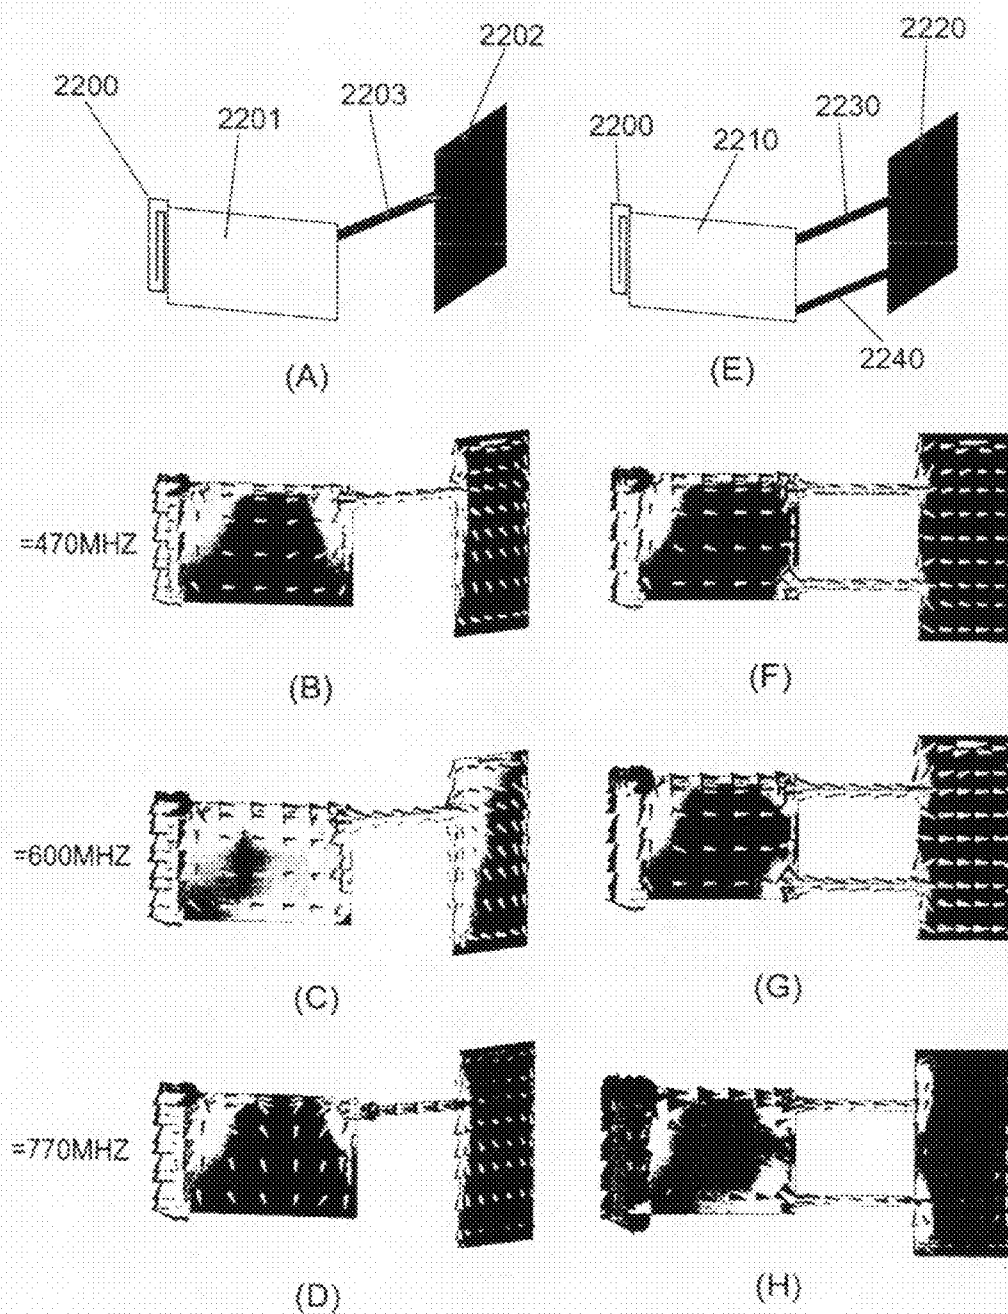 2200
2201
2203
2202
(A)
2200
2210
2230
2220
2240
(E)
=470MHZ
(B)
(F)
=600MHZ
(C)
(G)
=770MHZ
(D)
(H)